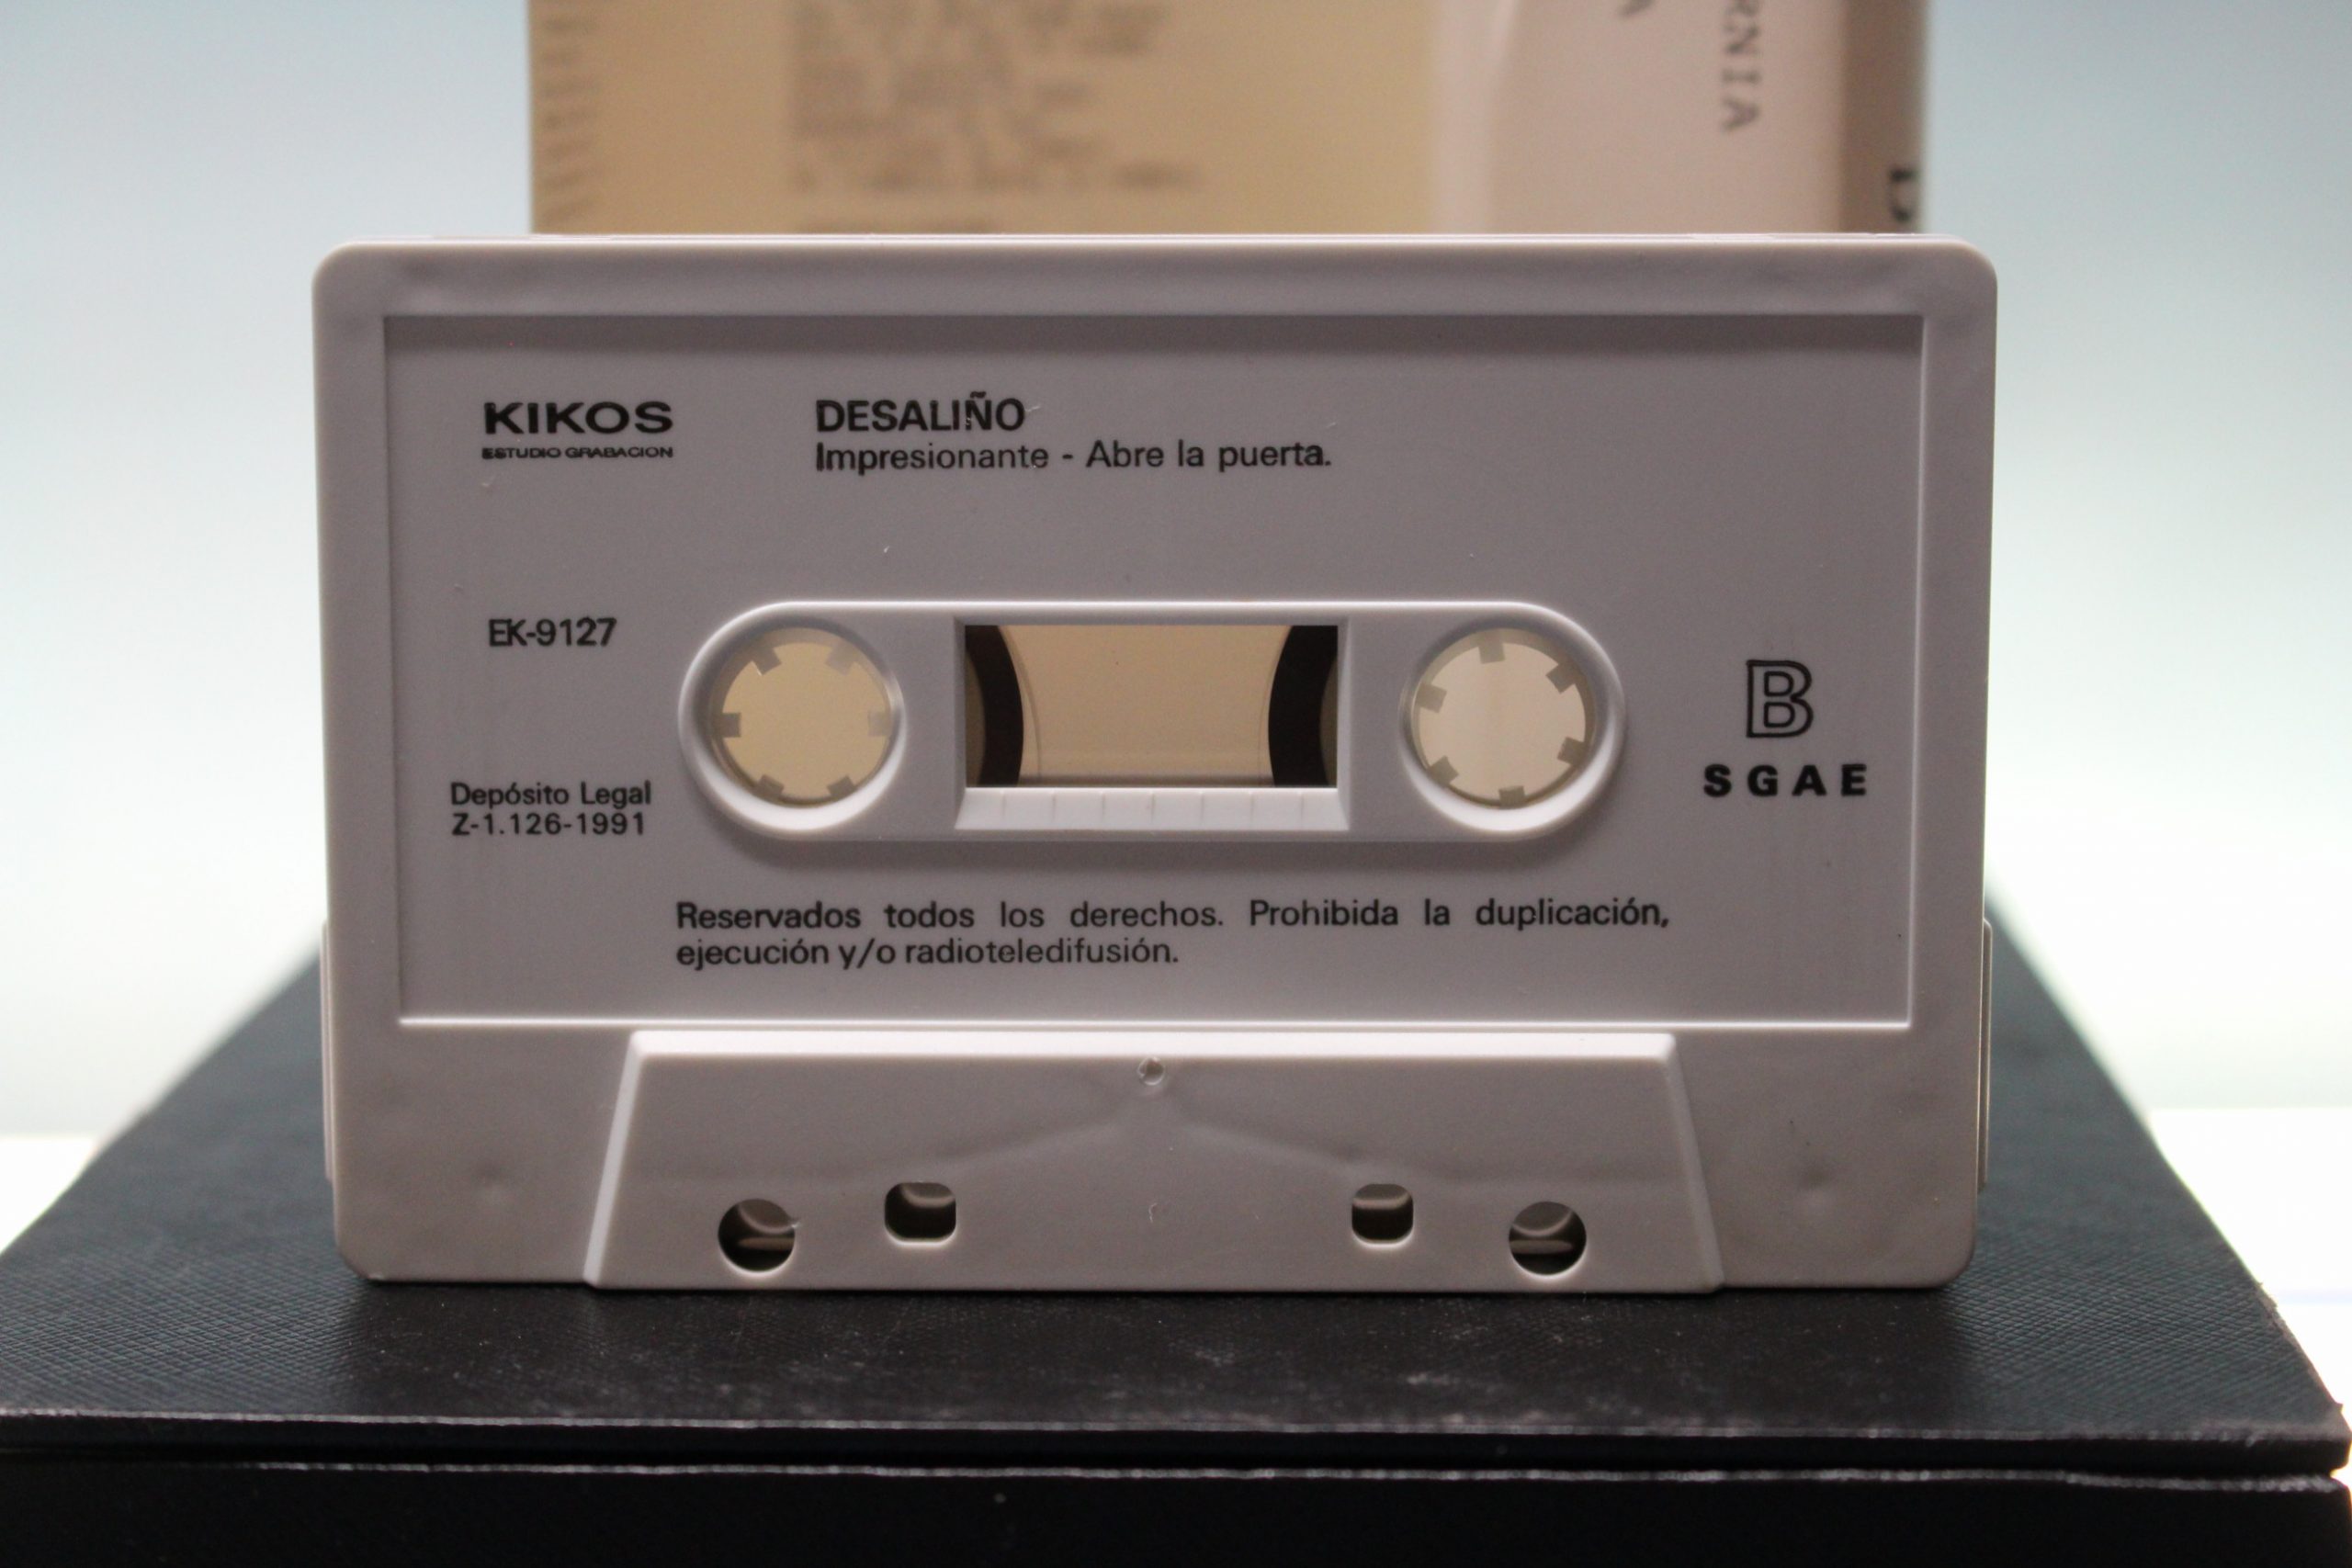 RNIA
KIKOS
ESTUDIO GRABACION
DESALIÑO
Impresionante - Abre la puerta.
EK-9127
B
SGAE
Depósito Legal
Z-1.126-1991
Reservados todos los derechos. Prohibida la duplicación,
ejecución y/o radioteledifusión.